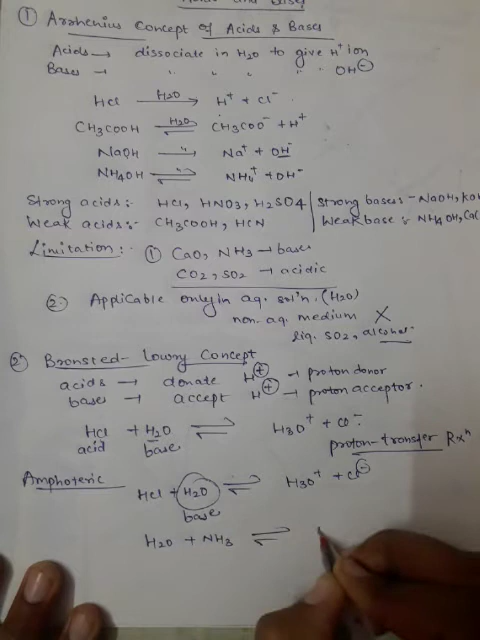 and Bases
① Arrhenius Concept of Acids & Bases
Acids → dissociate in H2O to give H+ ion
Bases → " " " " OH⊖
HCl —H2O→ H+ + Cl-
CH3COOH ⇌H2O CH3COO- + H+
NaOH —"→ Na+ + OH-
NH4OH ⇌" NH4+ + OH-
Strong acids:- HCl, HNO3, H2SO4 | Strong bases - NaOH, KOH
Weak acids:- CH3COOH, HCN | Weak base :- NH4OH, Ca(
Limitation :- ① CaO, NH3 → base
CO2, SO2 → acidic
②. Applicable only in aq. sol'n. (H2O)
non. aq. medium X
liq. SO2, alcohol
② Bronsted-Lowry Concept
acids → donate H⊕ → proton donor
bases → accept H⊕ → proton acceptor.
HCl + H2O ⇌ H3O+ + Cl-
acid base proton-transfer Rxn
Amphoteric
HCl + H2O ⇌ H3O+ + Cl⊖
base
H2O + NH3 ⇌